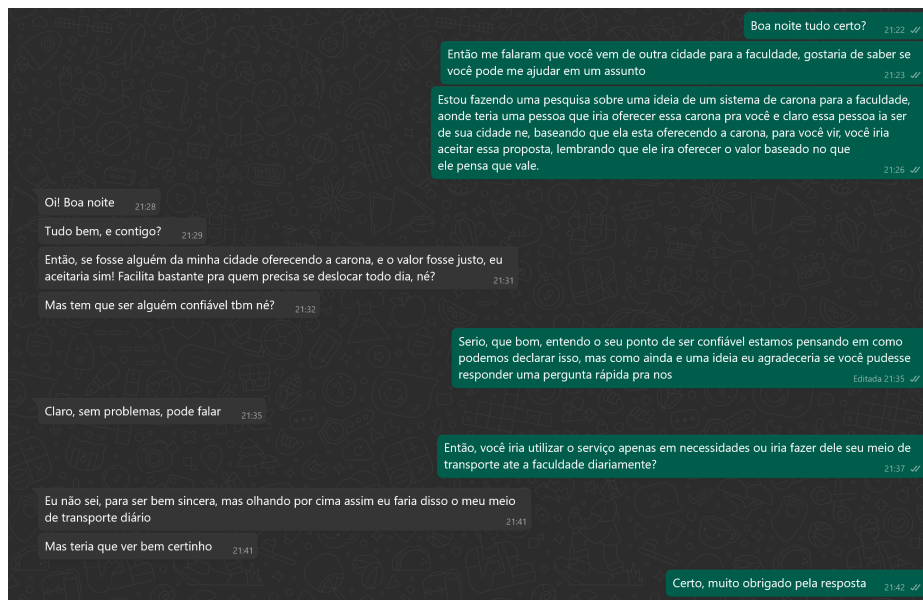 Boa noite tudo certo? 21:22
Então me falaram que você vem de outra cidade para a faculdade, gostaria de saber se
você pode me ajudar em um assunto 21:23
Estou fazendo uma pesquisa sobre uma ideia de um sistema de carona para a faculdade,
aonde teria uma pessoa que iria oferecer essa carona pra você e claro essa pessoa ia ser
de sua cidade ne, baseando que ela esta oferecendo a carona, para você vir, você iria
aceitar essa proposta, lembrando que ele ira oferecer o valor baseado no que
ele pensa que vale. 21:26
Oi! Boa noite 21:28
Tudo bem, e contigo? 21:29
Então, se fosse alguém da minha cidade oferecendo a carona, e o valor fosse justo, eu
aceitaria sim! Facilita bastante pra quem precisa se deslocar todo dia, né? 21:31
Mas tem que ser alguém confiável tbm né? 21:32
Serio, que bom, entendo o seu ponto de ser confiável estamos pensando em como
podemos declarar isso, mas como ainda e uma ideia eu agradeceria se você pudesse
responder uma pergunta rápida pra nos Editada 21:35
Claro, sem problemas, pode falar 21:35
Então, você iria utilizar o serviço apenas em necessidades ou iria fazer dele seu meio de
transporte ate a faculdade diariamente? 21:37
Eu não sei, para ser bem sincera, mas olhando por cima assim eu faria disso o meu meio
de transporte diário 21:41
Mas teria que ver bem certinho 21:41
Certo, muito obrigado pela resposta 21:42